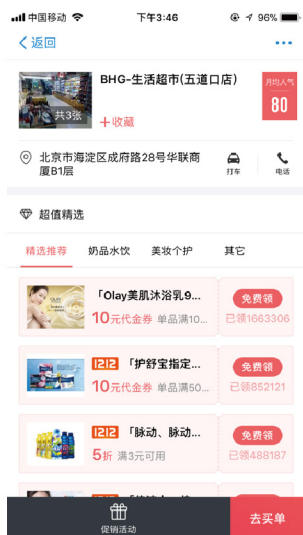 中国移动 下午3:46 96%
返回
BHG-生活超市(五道口店)
月均人气
80
共3张
+收藏
北京市海淀区成府路28号华联商厦B1层
打车 电话
超值精选
精选推荐 奶品水饮 美妆个护 其它
「Olay美肌沐浴乳9...
10元代金券 单品满10...
免费领
已领1663306
1212 「护舒宝指定...
10元代金券 单品满50...
免费领
已领852121
1212 「脉动、脉动...
5折 满3元可用
免费领
已领488187
促销活动
去买单